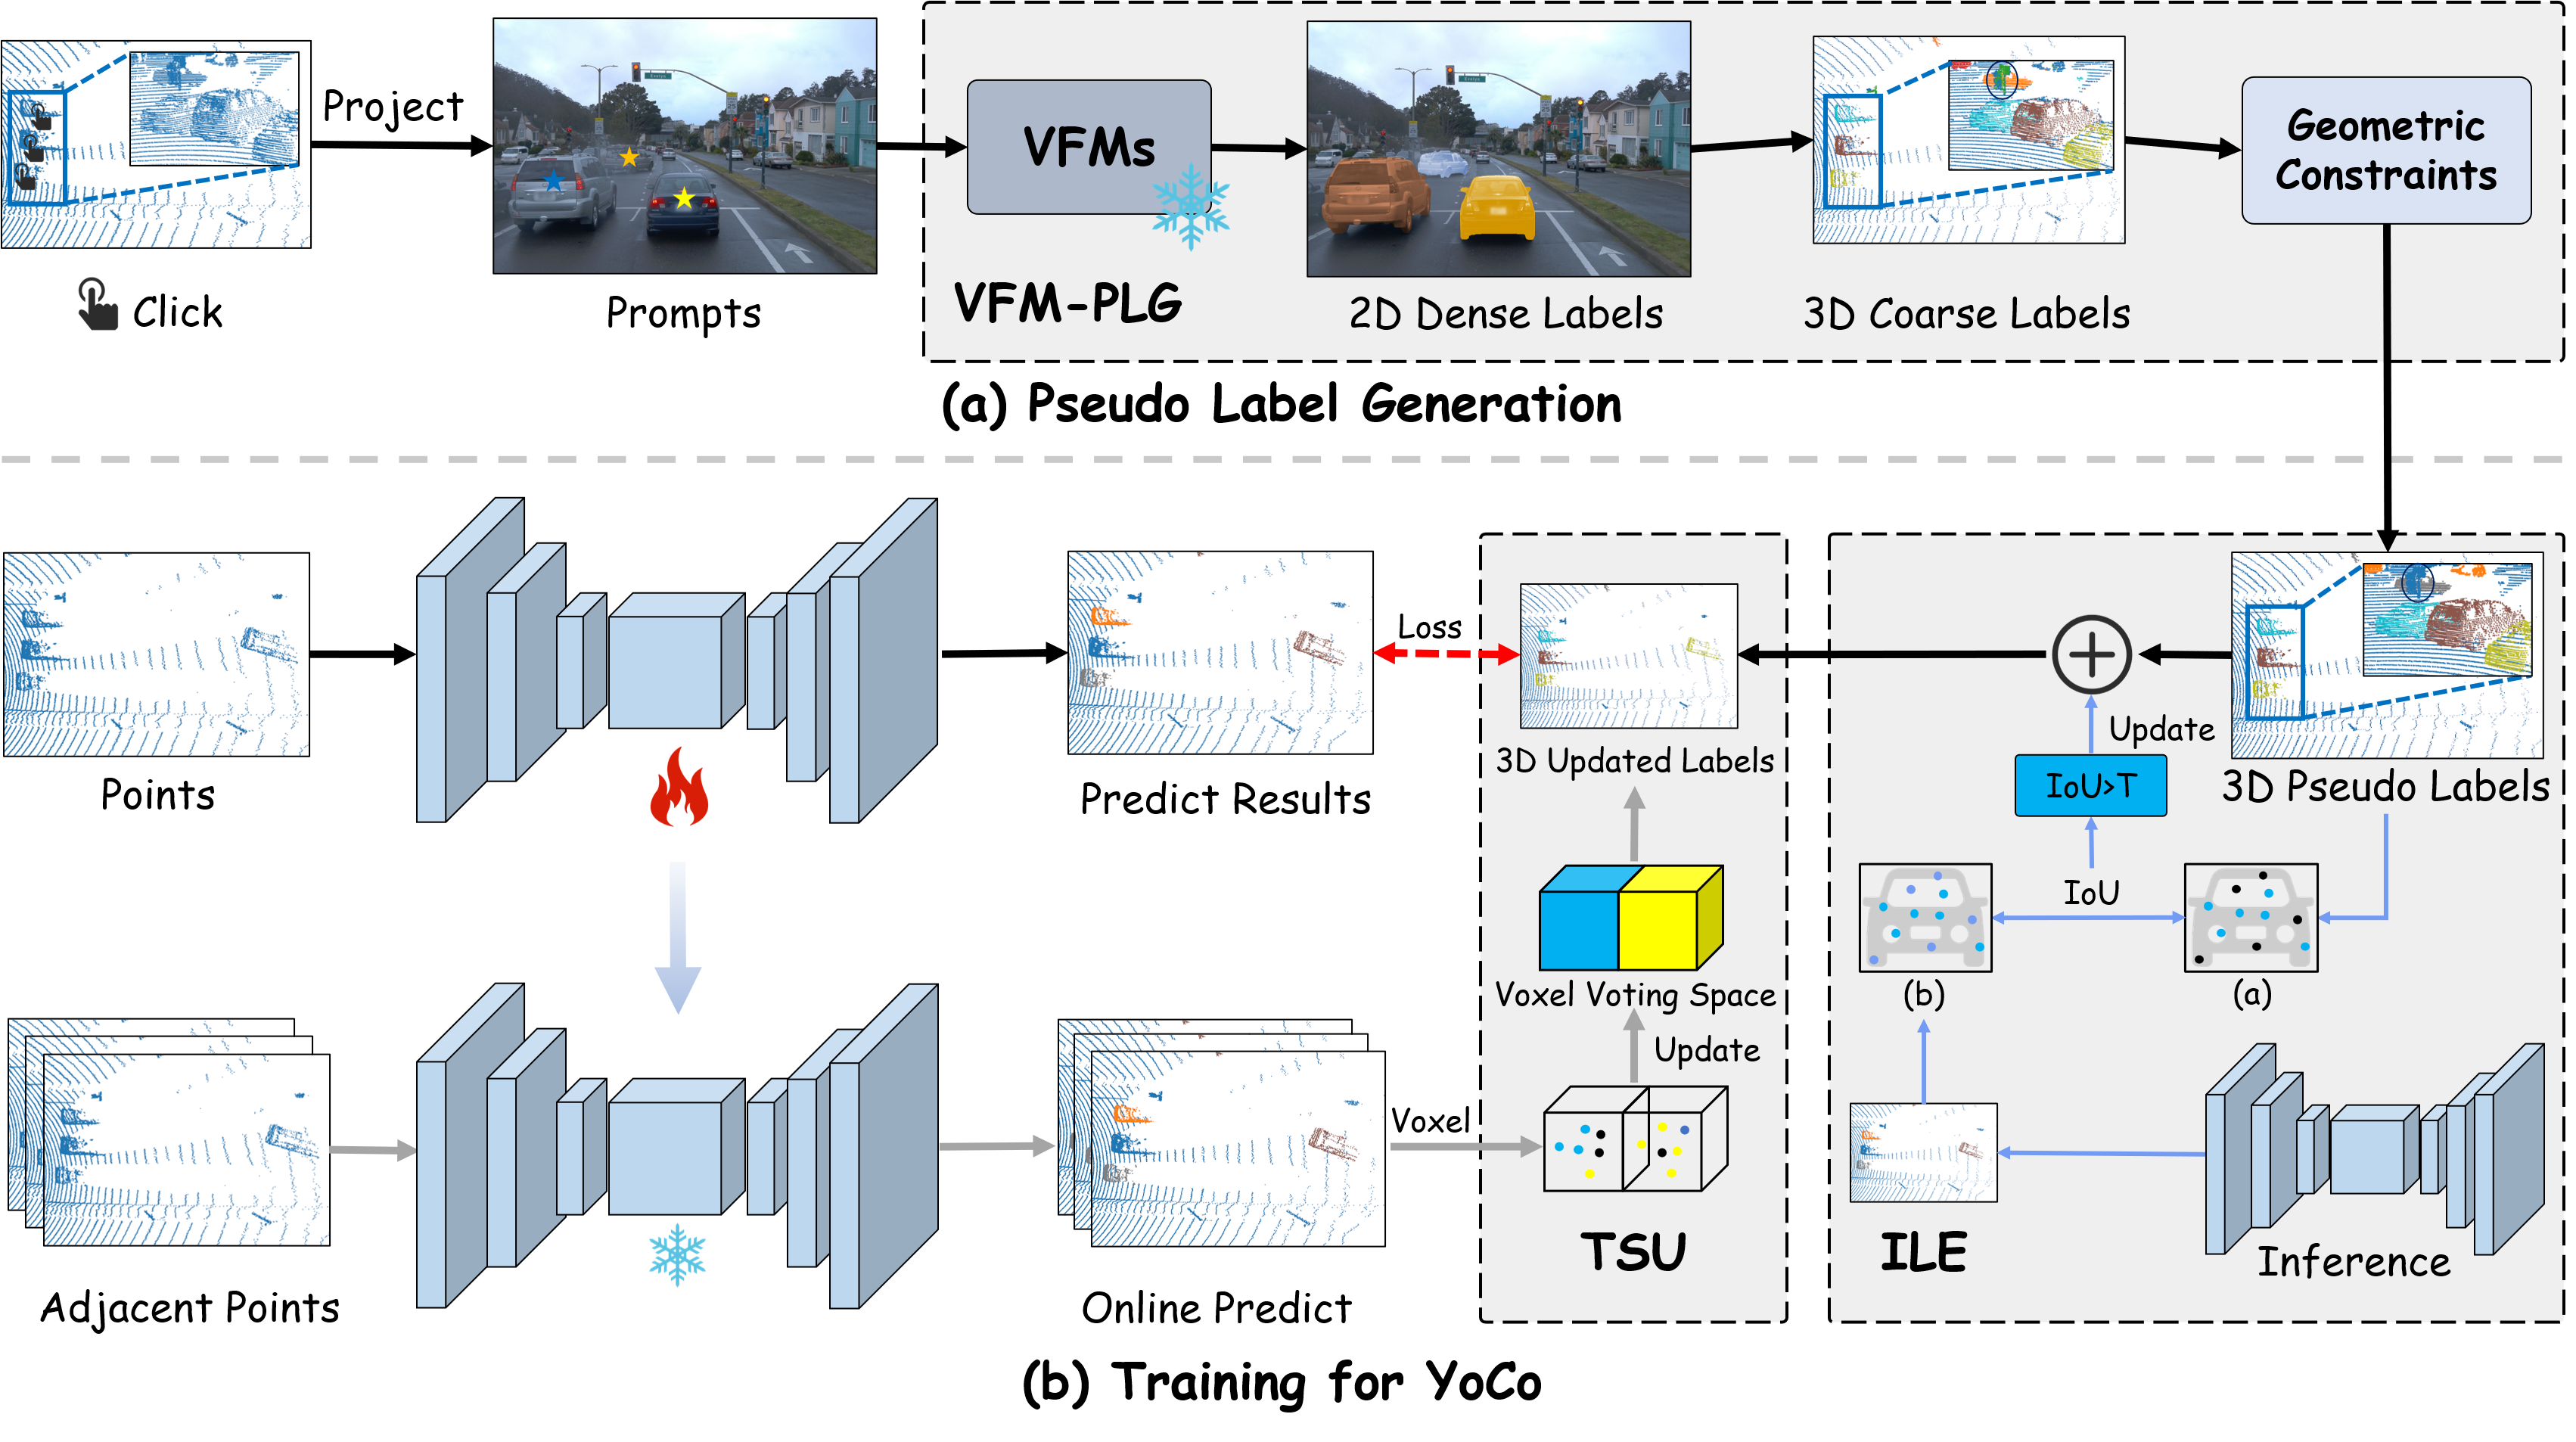 Project
Click
Prompts
VFMs
VFM-PLG
2D Dense Labels
3D Coarse Labels
Geometric
Constraints
(a) Pseudo Label Generation
Points
Predict Results
Loss
3D Updated Labels
Update
IoU>T
3D Pseudo Labels
IoU
(b)
(a)
Voxel Voting Space
Update
Voxel
Adjacent Points
Online Predict
TSU
ILE
Inference
(b) Training for YoCo